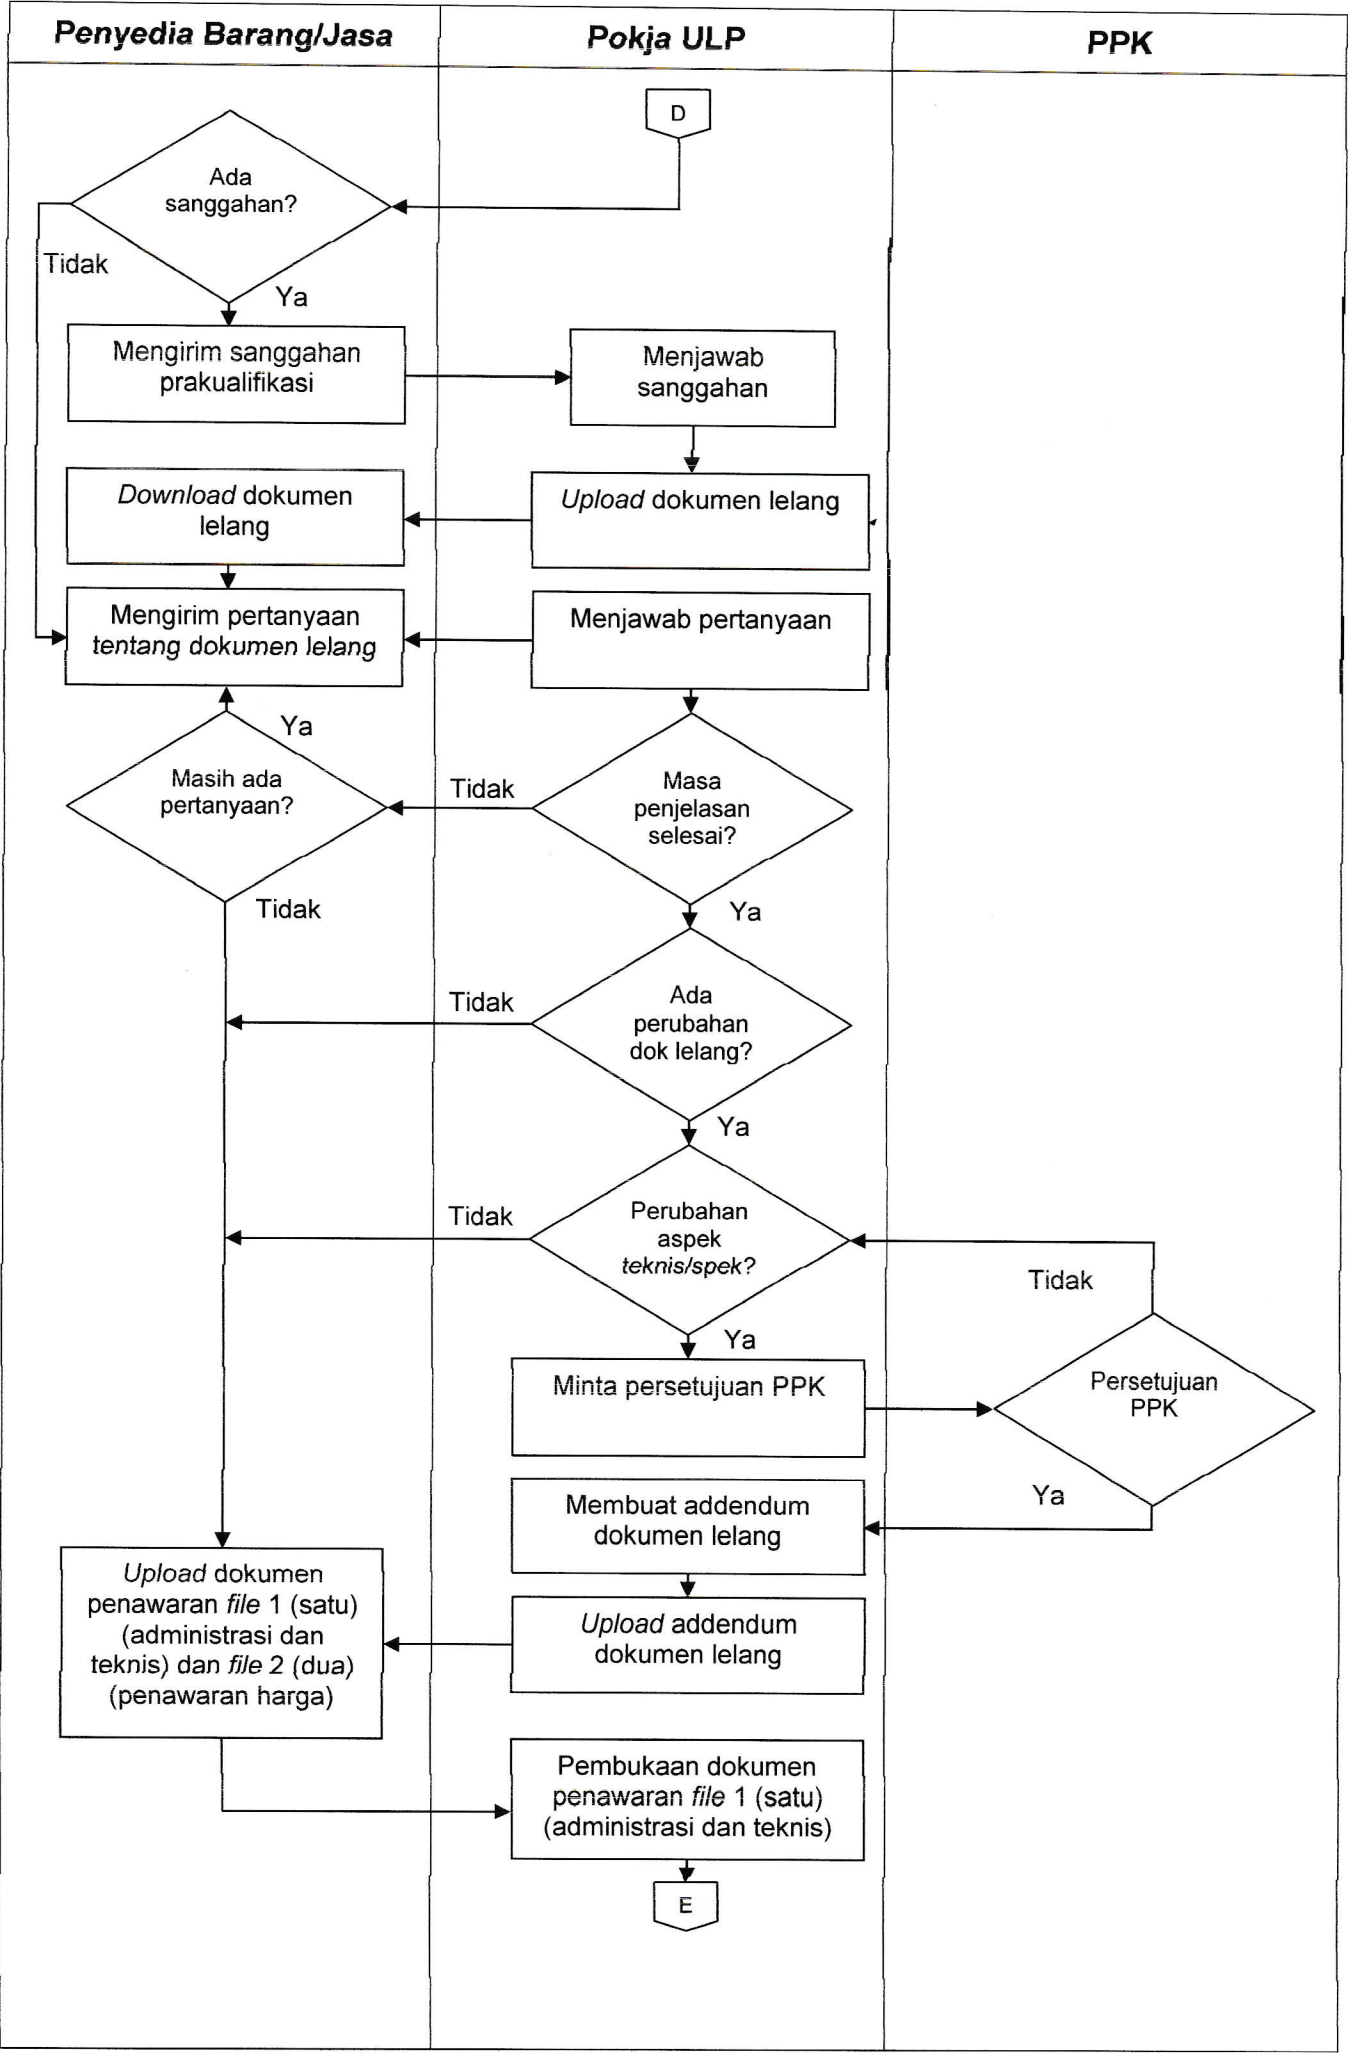 Penyedia Barang/Jasa
Pokja ULP
PPK
D
Ada
sanggahan?
Tidak
Ya
Mengirim sanggahan
prakualifikasi
Menjawab
sanggahan
Download dokumen
lelang
Upload dokumen lelang
Mengirim pertanyaan
tentang dokumen lelang
Menjawab pertanyaan
Ya
Masih ada
pertanyaan?
Tidak
Masa
penjelasan
selesai?
Tidak
Ya
Tidak
Ada
perubahan
dok lelang?
Ya
Tidak
Perubahan
aspek
teknis/spek?
Tidak
Ya
Minta persetujuan PPK
Persetujuan
PPK
Ya
Membuat addendum
dokumen lelang
Upload dokumen
penawaran file 1 (satu)
(administrasi dan
teknis) dan file 2 (dua)
(penawaran harga)
Upload addendum
dokumen lelang
Pembukaan dokumen
penawaran file 1 (satu)
(administrasi dan teknis)
E